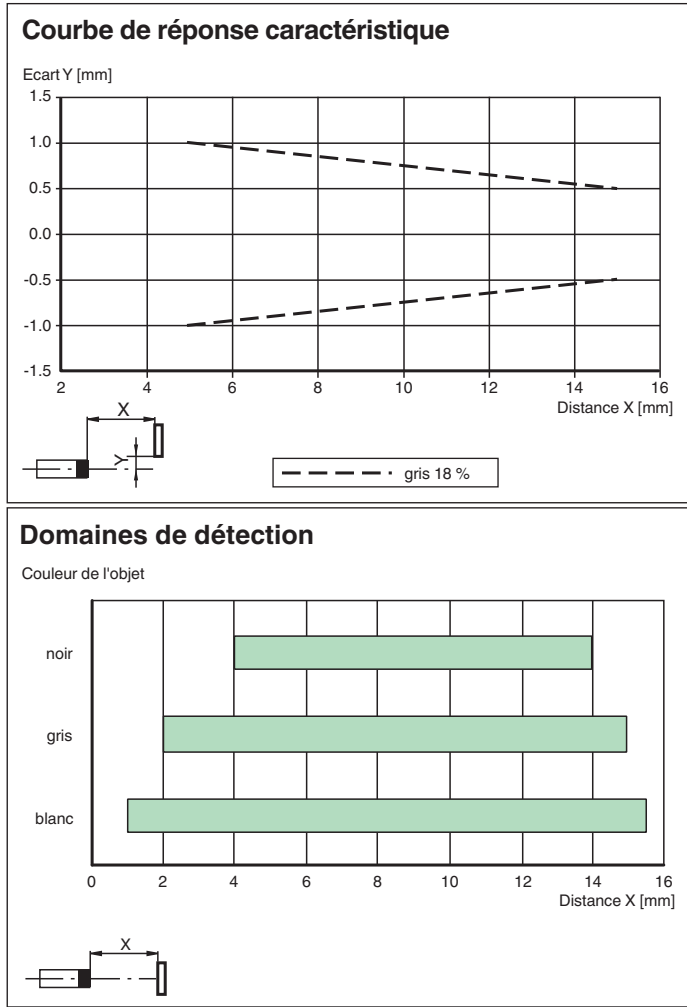 Courbe de réponse caractéristique
Ecart Y [mm]
1.5
1.0
0.5
0.0
-0.5
-1.0
-1.5
2 4 6 8 10 12 14 16
Distance X [mm]
X
Y
gris 18 %
Domaines de détection
Couleur de l'objet
noir
gris
blanc
0 2 4 6 8 10 12 14 16
Distance X [mm]
X